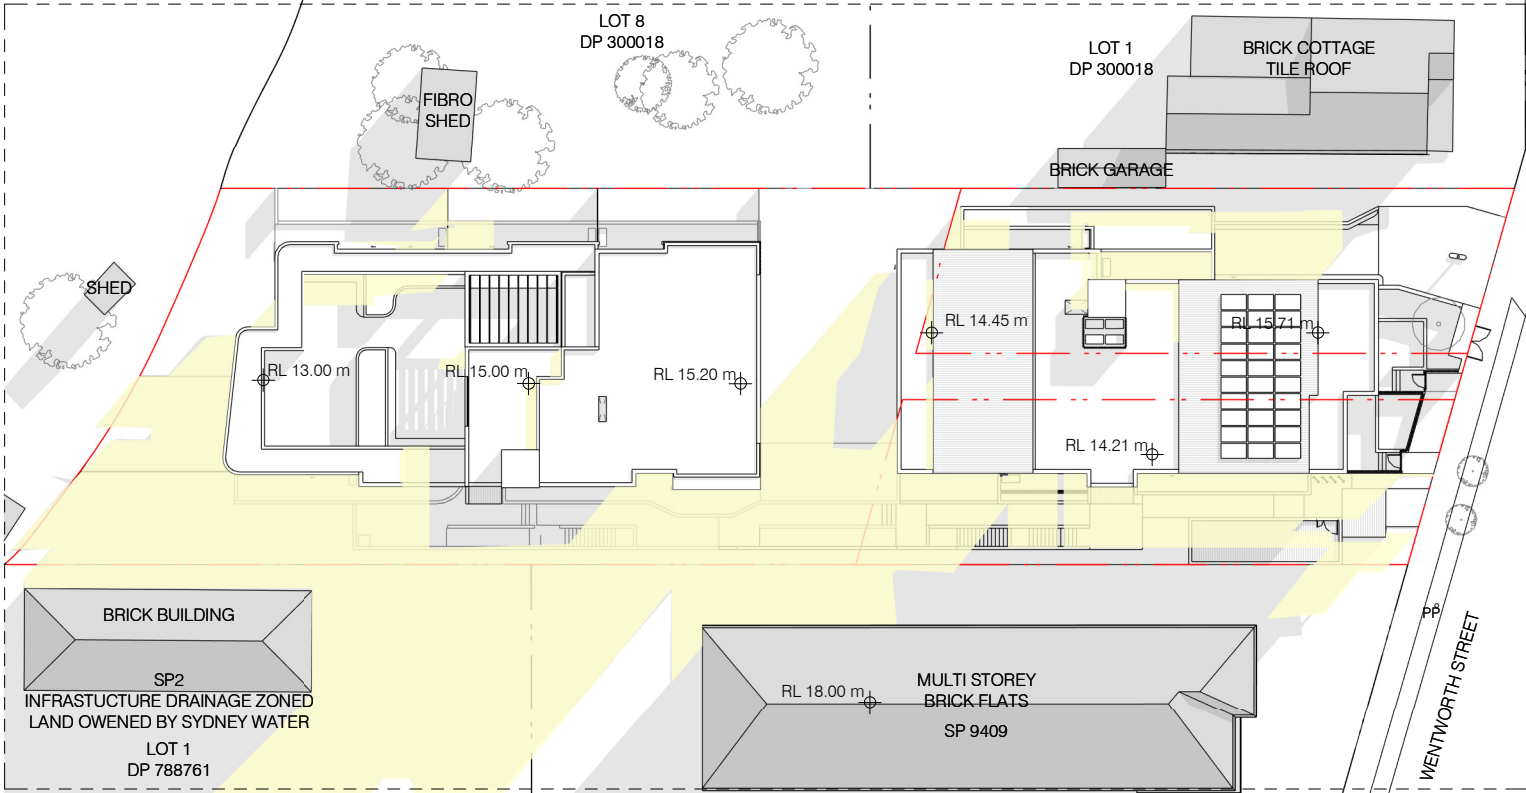 LOT 8
DP 300018
LOT 1
DP 300018
BRICK COTTAGE
TILE ROOF
FIBRO
SHED
BRICK GARAGE
SHED
RL 14.45 m
RL 15.71 m
RL 13.00 m
RL 15.00 m
RL 15.20 m
RL 14.21 m
BRICK BUILDING
SP2
INFRASTUCTURE DRAINAGE ZONED
LAND OWENED BY SYDNEY WATER
LOT 1
DP 788761
RL 18.00 m
MULTI STOREY
BRICK FLATS
SP 9409
PP
WENTWORTH STREET